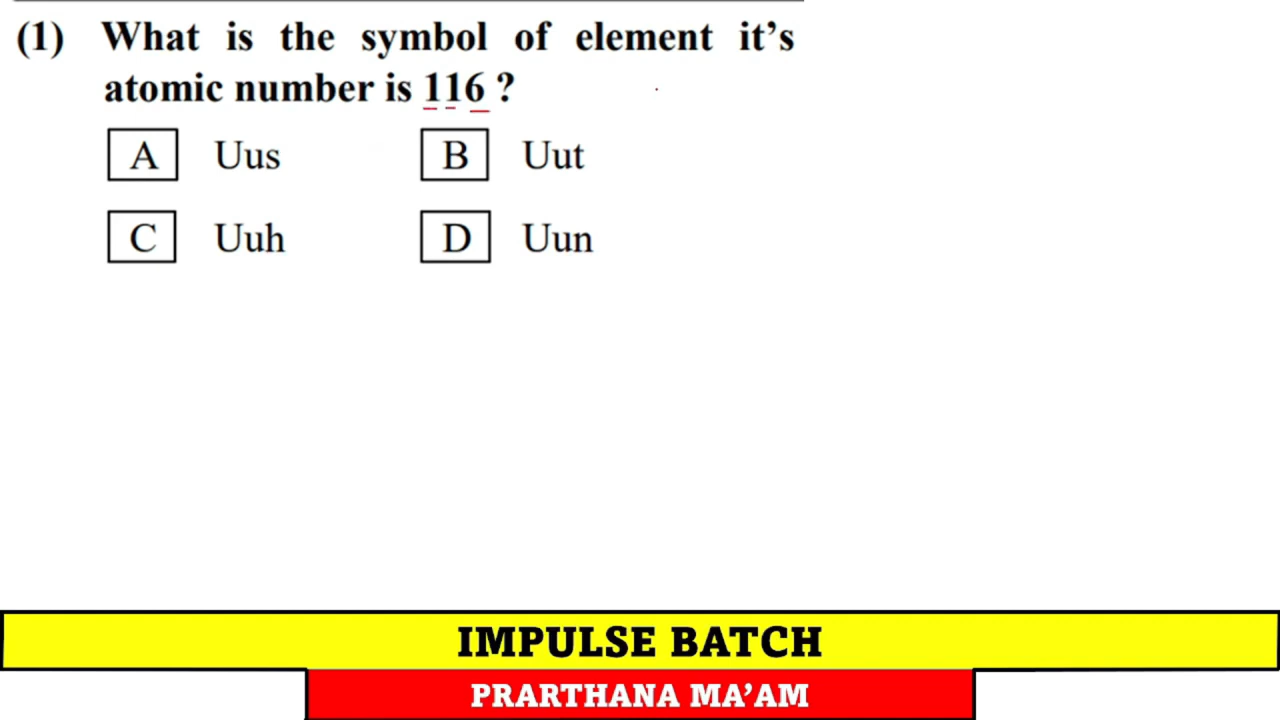 (1) What is the symbol of element it’s
atomic number is 116 ?
A Uus B Uut
C Uuh D Uun
IMPULSE BATCH
PRARTHANA MA’AM